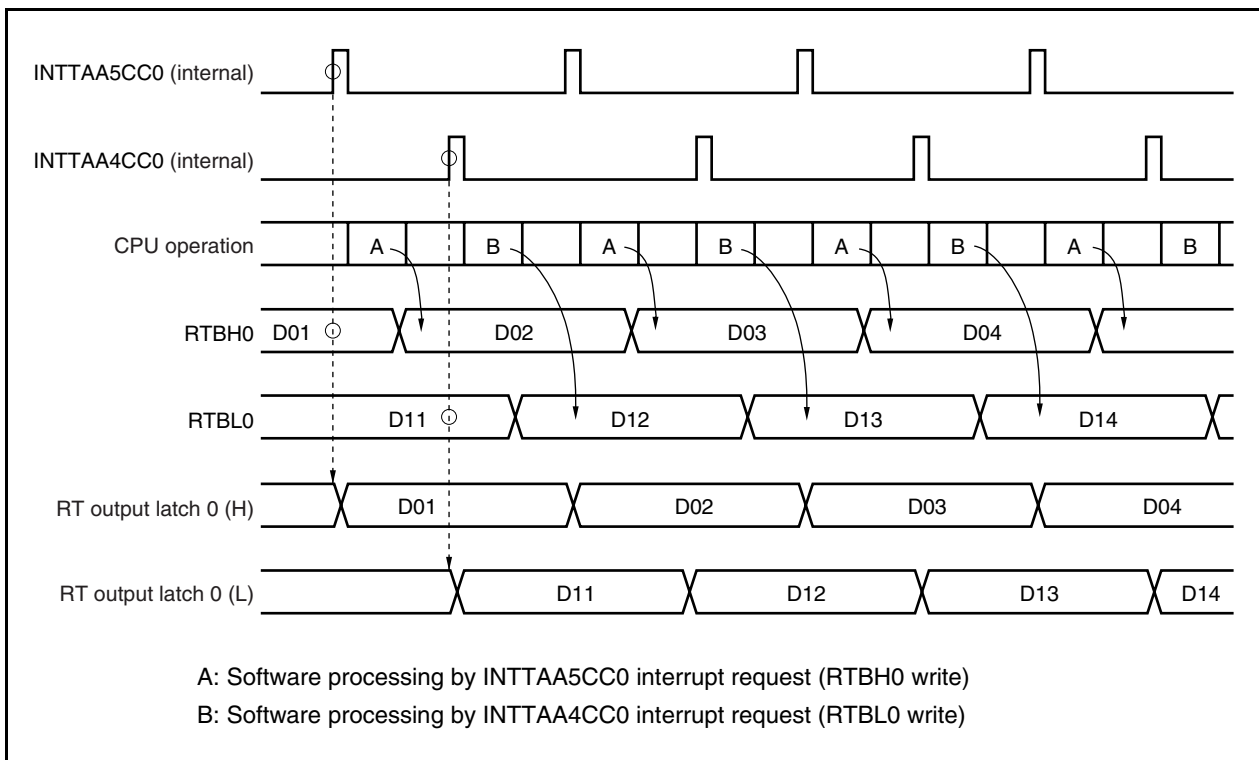 INTTAA5CC0 (internal)
INTTAA4CC0 (internal)
CPU operation A B A B A B A B
RTBH0 D01 D02 D03 D04
RTBL0 D11 D12 D13 D14
RT output latch 0 (H) D01 D02 D03 D04
RT output latch 0 (L) D11 D12 D13 D14
A: Software processing by INTTAA5CC0 interrupt request (RTBH0 write)
B: Software processing by INTTAA4CC0 interrupt request (RTBL0 write)